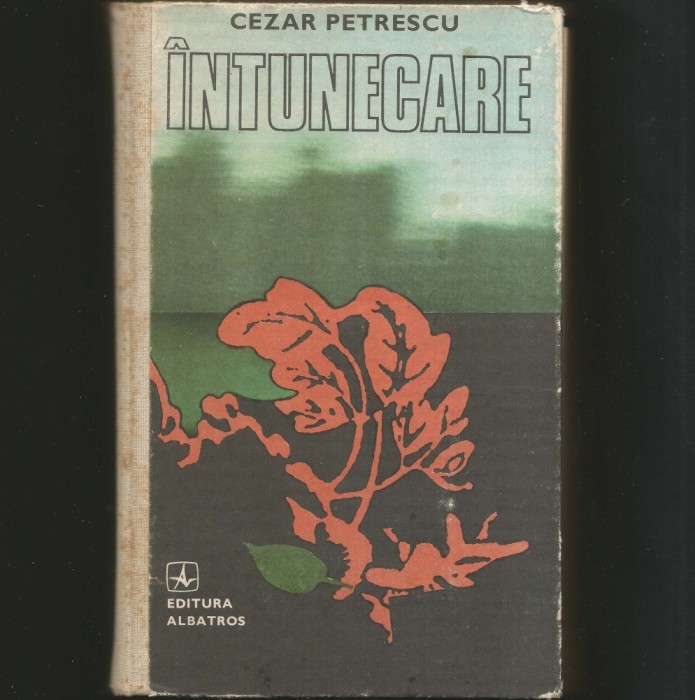 CEZAR PETRESCU
ÎNTUNECARE
EDITURA
ALBATROS